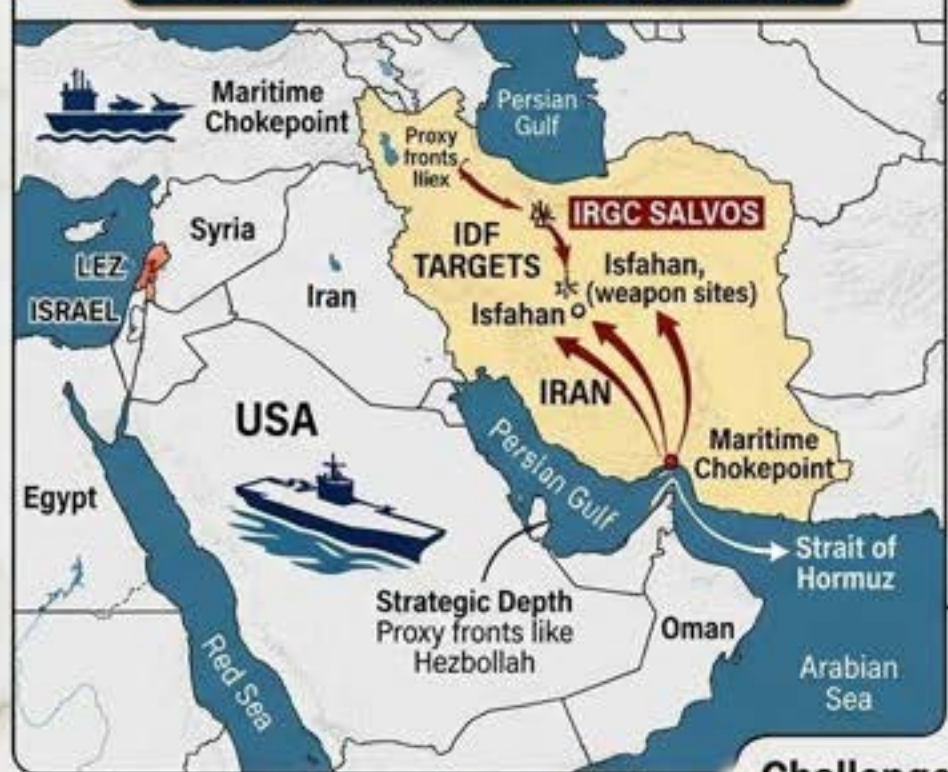 Maritime
Chokepoint
Persian
Gulf
Proxy
fronts
Iliex
IRGC SALVOS
Syria
IDF
TARGETS
Isfahan,
(weapon sites)
LEZ
ISRAEL
Iran
Isfahan
IRAN
USA
Maritime
Chokepoint
Persian Gulf
Egypt
Strait of
Hormuz
Strategic Depth
Proxy fronts like
Hezbollah
Oman
Red Sea
Arabian
Sea